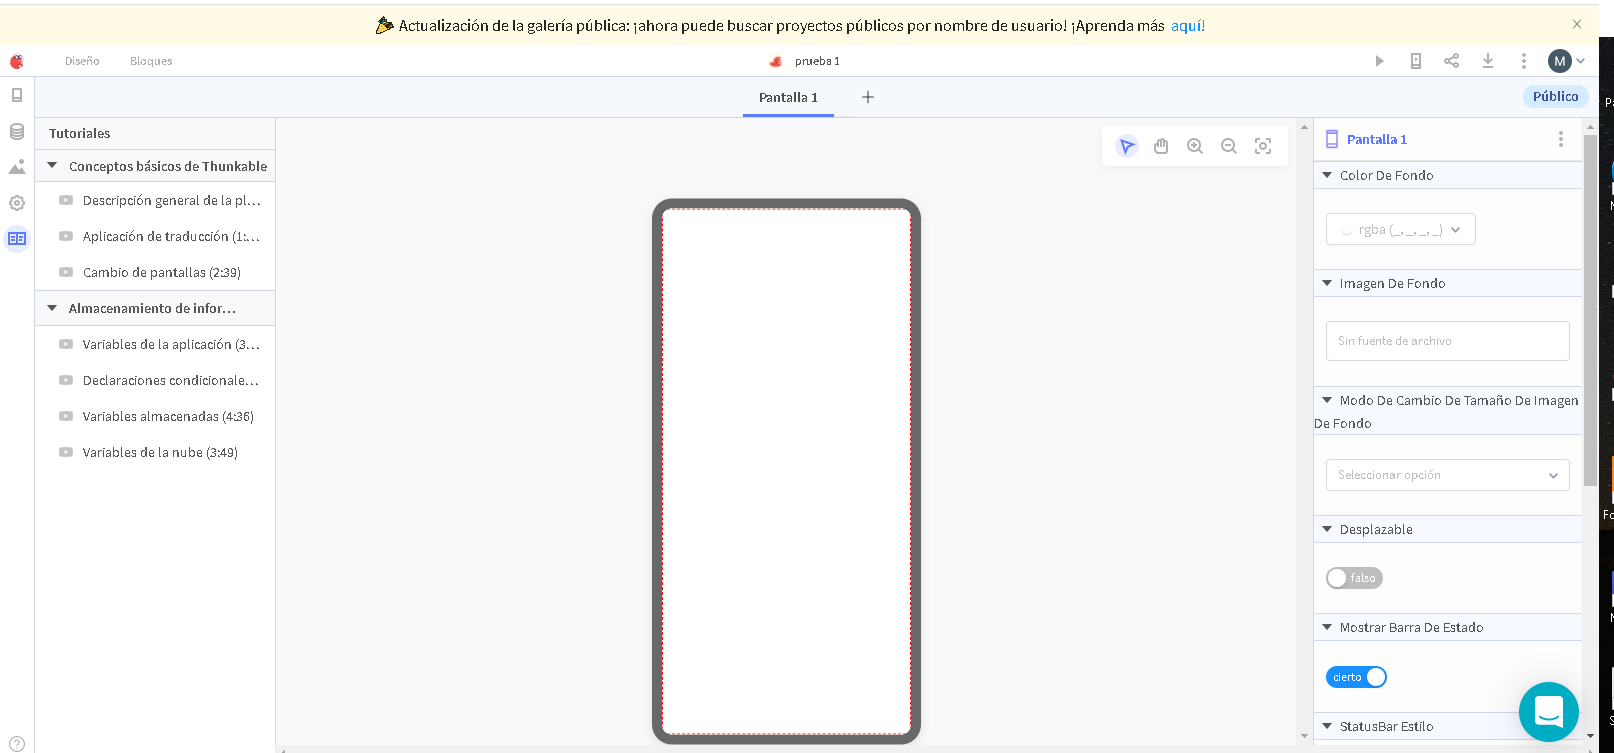 Actualización de la galería pública: ¡ahora puede buscar proyectos públicos por nombre de usuario! ¡Aprenda más aquí!
Diseño
Bloques
prueba 1
M
Pantalla 1
Público
Tutoriales
Conceptos básicos de Thunkable
Descripción general de la pl...
Aplicación de traducción (1:...
Cambio de pantallas (2:39)
Almacenamiento de infor...
Variables de la aplicación (3...
Declaraciones condicionale...
Variables almacenadas (4:36)
Variables de la nube (3:49)
Pantalla 1
Color De Fondo
rgba (_, _, _, _)
Imagen De Fondo
Sin fuente de archivo
Modo De Cambio De Tamaño De Imagen
De Fondo
Seleccionar opción
Desplazable
falso
Mostrar Barra De Estado
cierto
StatusBar Estilo